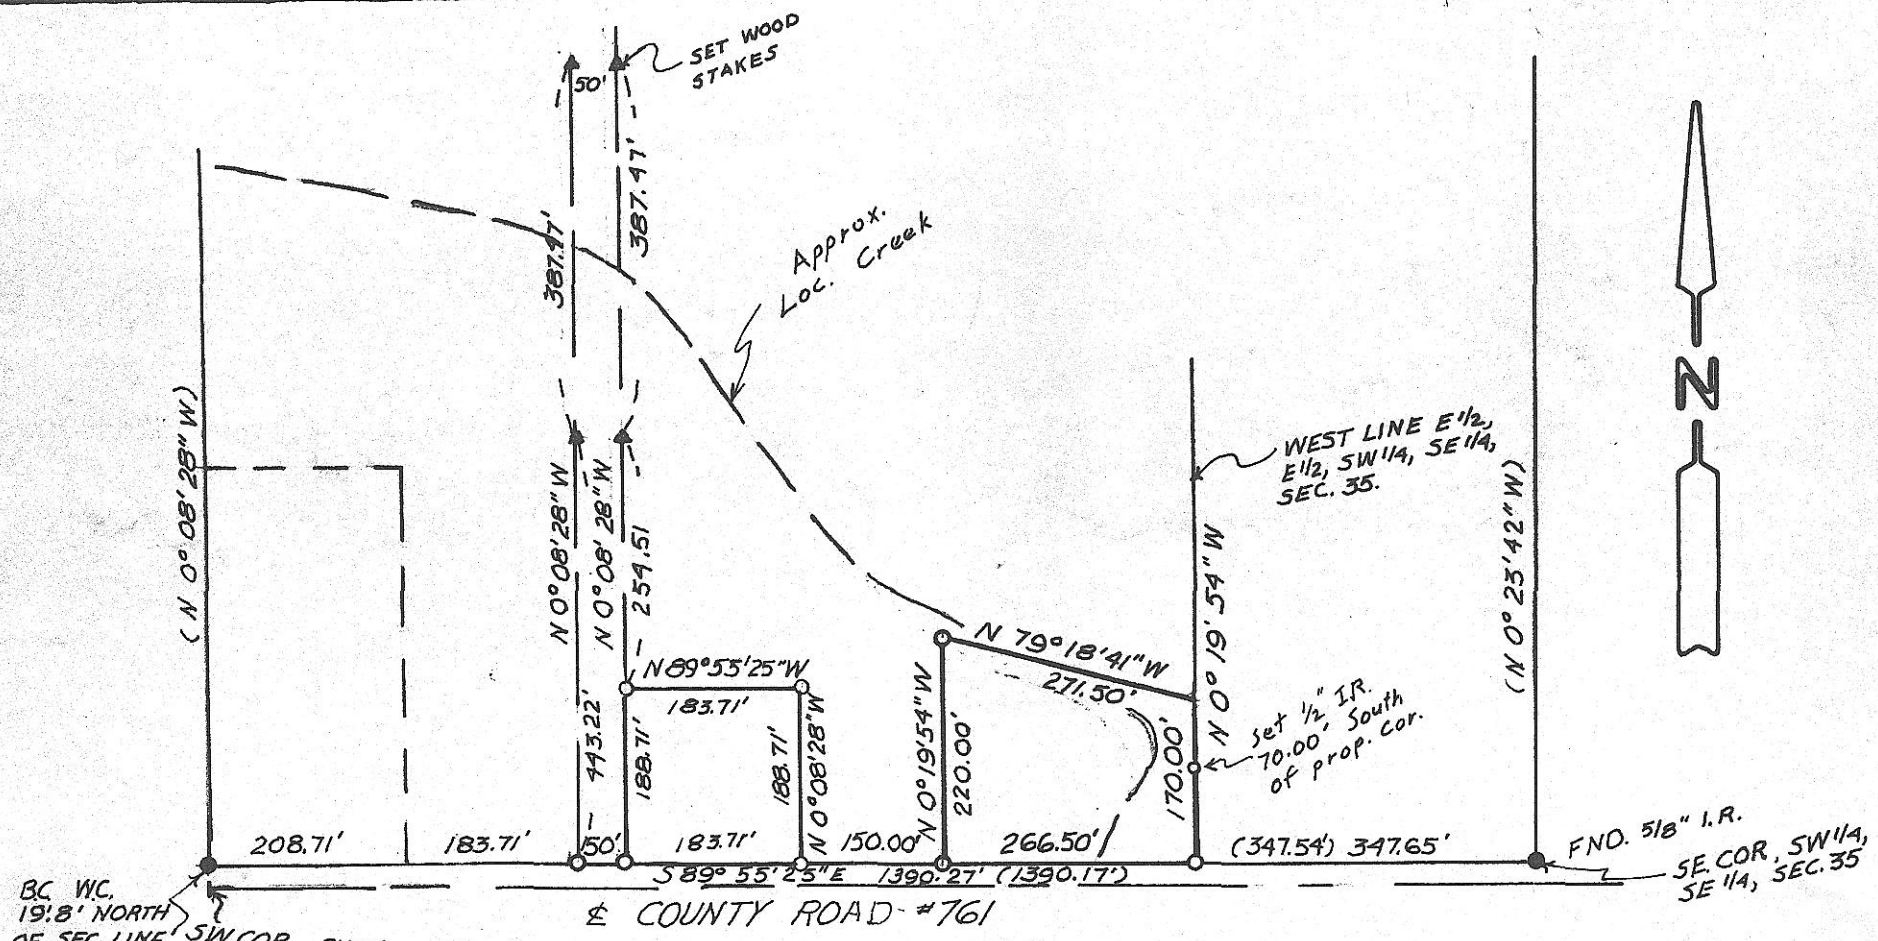 SET WOOD
STAKES
50'
387.47'
387.47'
Approx.
Loc. Creek
N
(N 0° 08' 28" W)
N 0° 08' 28" W
N 0° 08' 28" W
254.51
WEST LINE E 1/2,
E 1/2, SW 1/4, SE 1/4,
SEC. 35.
N 0° 19' 54" W
(N 0° 23' 42" W)
N 89° 55' 25" W
183.71'
N 79° 18' 41" W
271.50'
443.22'
188.71'
188.71'
N 0° 08' 28" W
N 0° 19' 54" W
220.00'
170.00'
Set 1/2" I.R.
70.00' South
of prop. cor.
208.71'
183.71'
50'
183.71'
150.00'
266.50'
(347.54') 347.65'
FND. 5/8" I.R.
SE. COR, SW 1/4,
SE 1/4, SEC. 35
S 89° 55' 25" E 1390.27' (1390.17')
℄ COUNTY ROAD #761
BC W.C.
19.8' NORTH
OF SEC. LINE
SW COR.